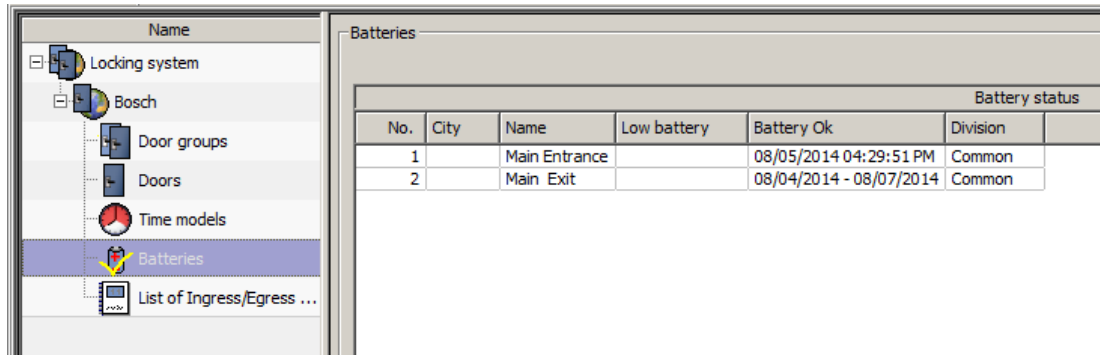 Name
Locking system
Bosch
Door groups
Doors
Time models
Batteries
List of Ingress/Egress ...
Batteries
Battery status
No. City Name Low battery Battery Ok Division
1 Main Entrance 08/05/2014 04:29:51 PM Common
2 Main Exit 08/04/2014 - 08/07/2014 Common